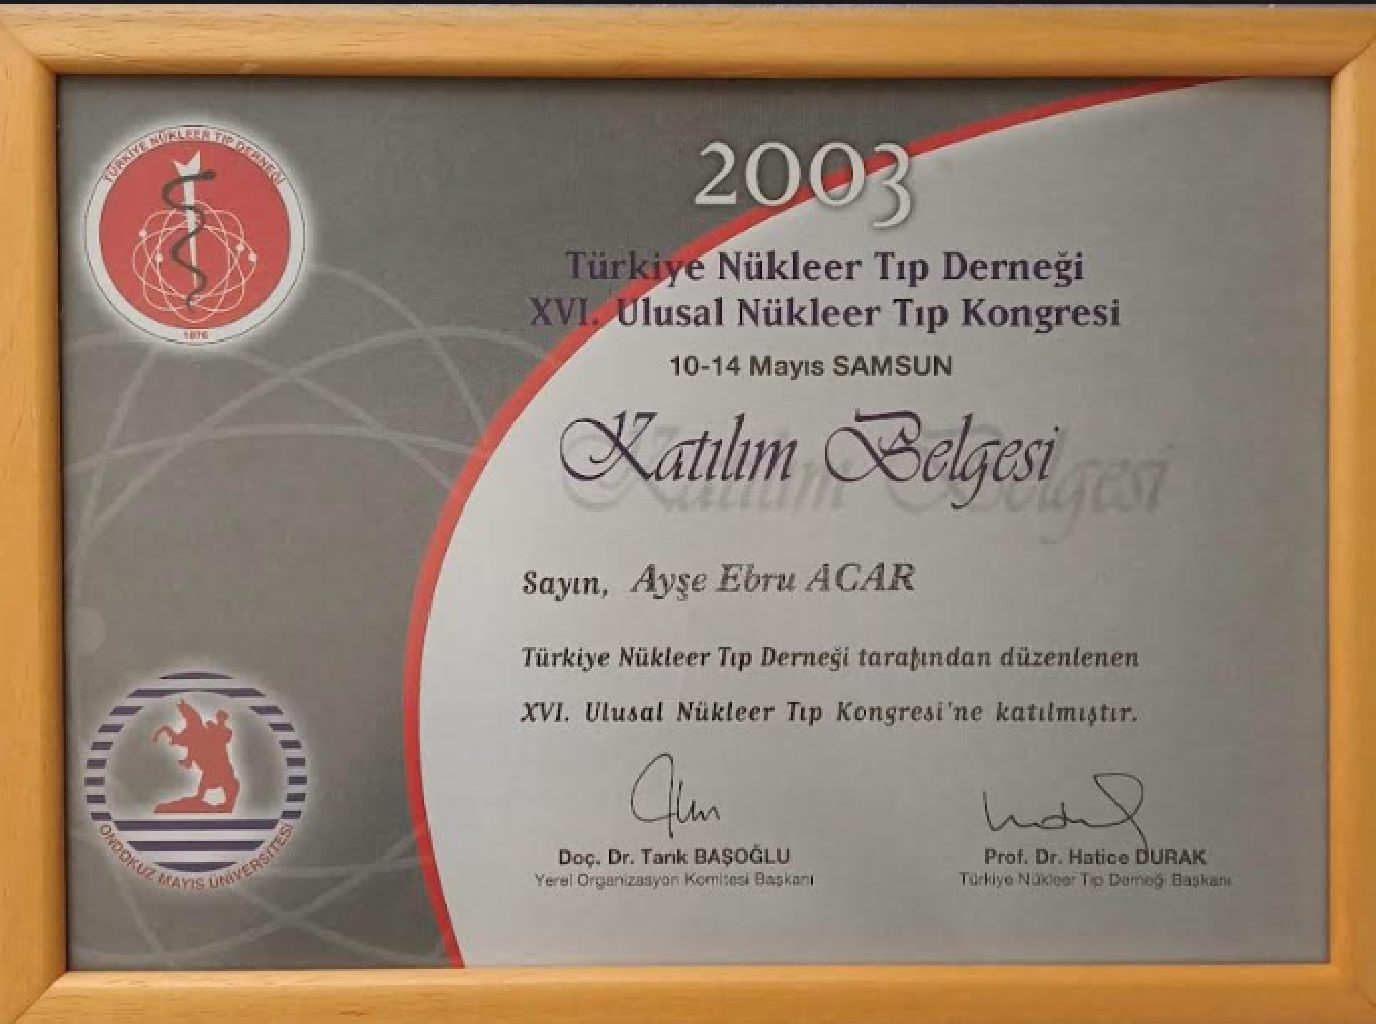 TÜRKİYE NÜKLEER TIP DERNEĞİ
2003
Türkiye Nükleer Tıp Derneği
XVI. Ulusal Nükleer Tıp Kongresi
10-14 Mayıs SAMSUN
Katılım Belgesi
Sayın, Ayşe Ebru ACAR
Türkiye Nükleer Tıp Derneği tarafından düzenlenen
XVI. Ulusal Nükleer Tıp Kongresi'ne katılmıştır.
Doç. Dr. Tarık BAŞOĞLU
Yerel Organizasyon Komitesi Başkanı
Prof. Dr. Hatice DURAK
Türkiye Nükleer Tıp Derneği Başkanı
ONDOKUZ MAYIS ÜNİVERSİTESİ